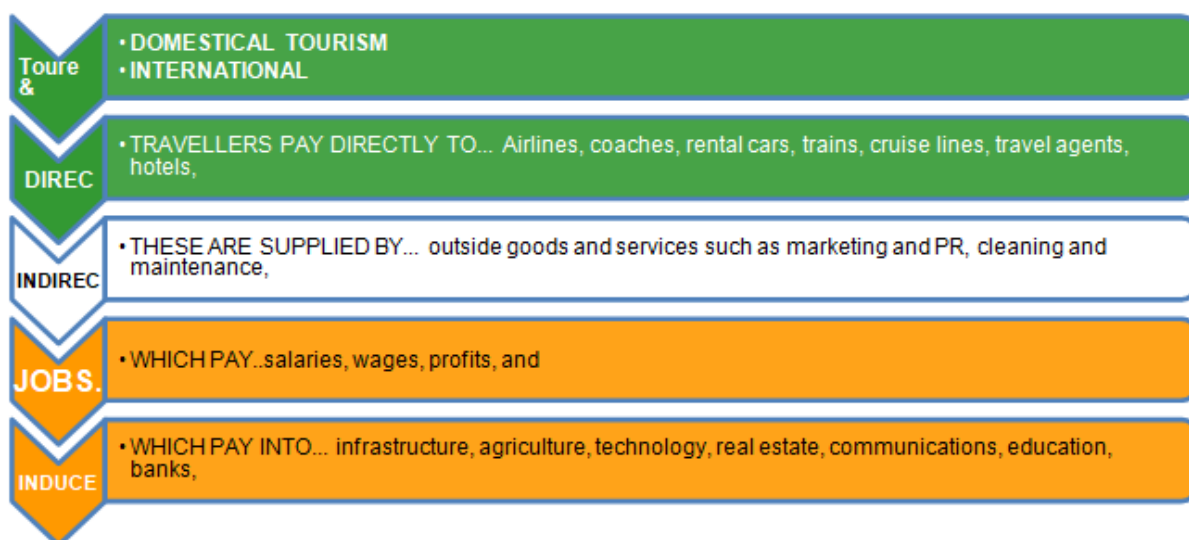 Toure
&
• DOMESTICAL TOURISM
• INTERNATIONAL
DIREC
• TRAVELLERS PAY DIRECTLY TO... Airlines, coaches, rental cars, trains, cruise lines, travel agents,
hotels,
INDIREC
• THESE ARE SUPPLIED BY... outside goods and services such as marketing and PR, cleaning and
maintenance,
JOBS.
• WHICH PAY..salaries, wages, profits, and
INDUCE
• WHICH PAY INTO... infrastructure, agriculture, technology, real estate, communications, education,
banks,